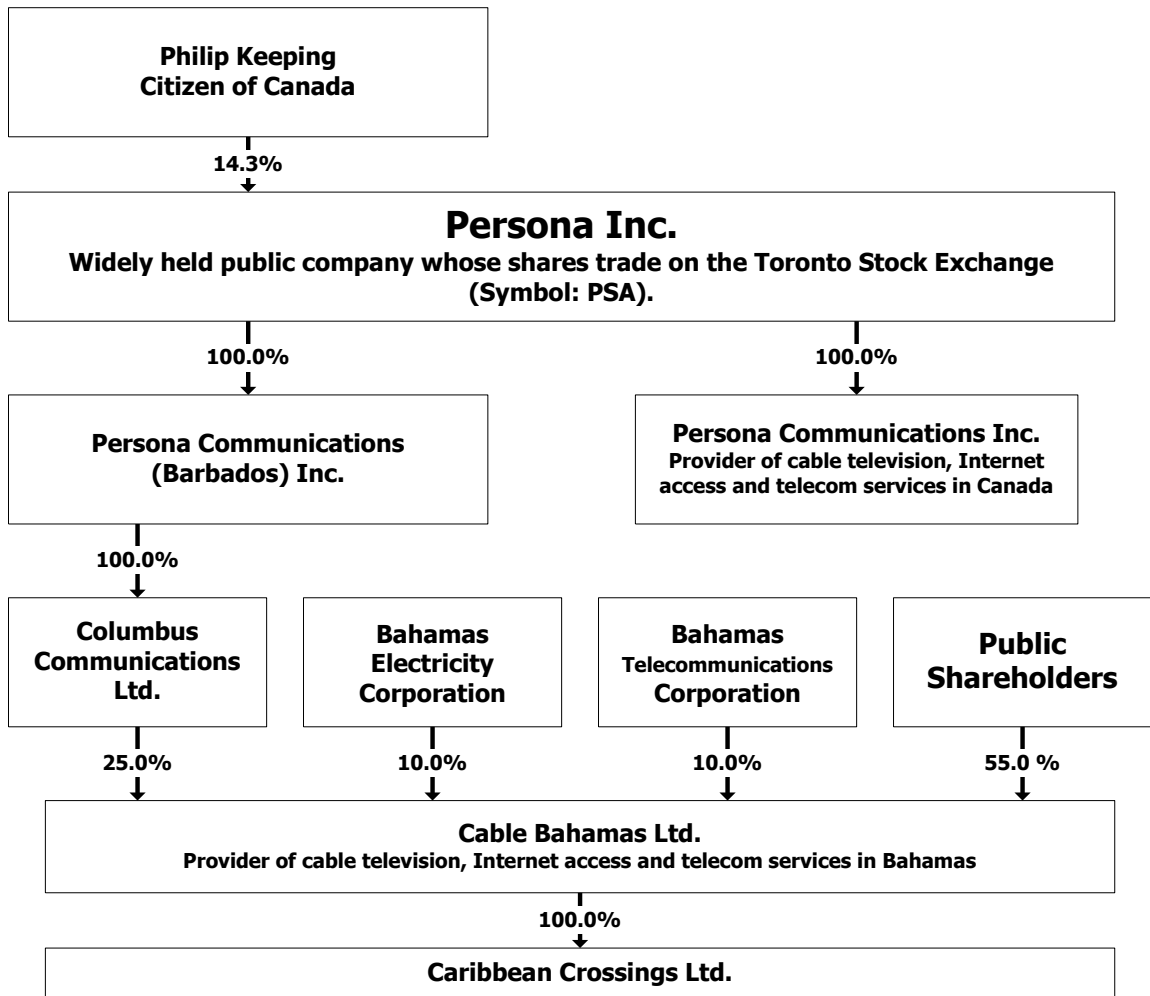 Philip Keeping
Citizen of Canada
14.3%
Persona Inc.
Widely held public company whose shares trade on the Toronto Stock Exchange
(Symbol: PSA).
100.0%
100.0%
Persona Communications
(Barbados) Inc.
Persona Communications Inc.
Provider of cable television, Internet
access and telecom services in Canada
100.0%
Columbus
Communications
Ltd.
Bahamas
Electricity
Corporation
Bahamas
Telecommunications
Corporation
Public
Shareholders
25.0%
10.0%
10.0%
55.0 %
Cable Bahamas Ltd.
Provider of cable television, Internet access and telecom services in Bahamas
100.0%
Caribbean Crossings Ltd.